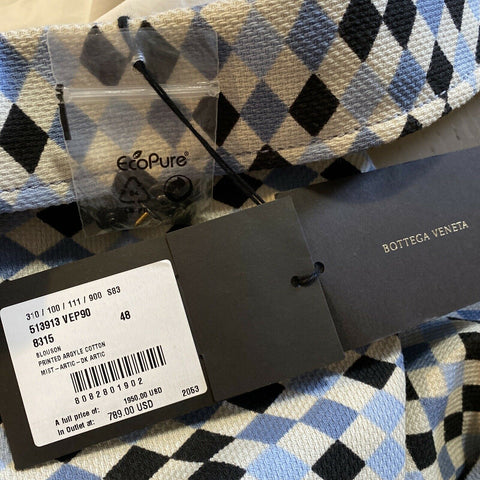 EcoPure®
BOTTEGA VENETA
310 / 100 / 111 / 900 S83
513913 VEP90
8315 48
BLOUSON
PRINTED ARGYLE COTTON
MIST-ANTIC-DK ARTIC
8082801902
A full price of: 1950.00 USD
In Outlet at: 789.00 USD 2063